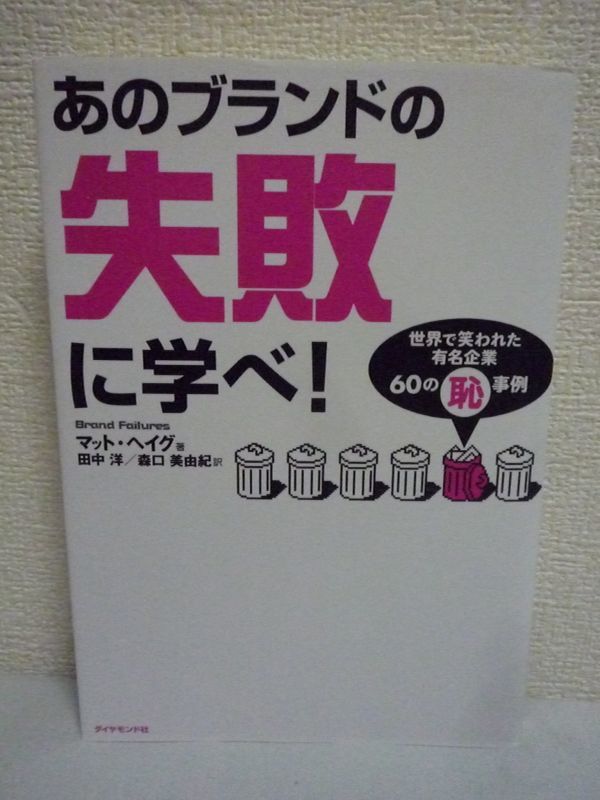 あのブランドの
失敗
に学べ!
世界で笑われた
有名企業
60の恥事例
Brand Failures
マット・ヘイグ著
田中 洋/森口 美由紀訳
ダイヤモンド社